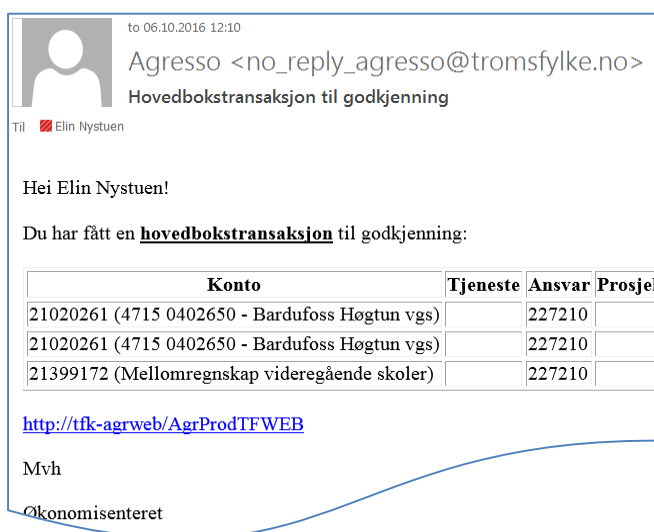 to 06.10.2016 12:10
Agresso <no_reply_agresso@tromsfylke.no>
Hovedbokstransaksjon til godkjenning
Til Elin Nystuen
Hei Elin Nystuen!
Du har fått en hovedbokstransaksjon til godkjenning:
Konto Tjeneste Ansvar Prosjel
21020261 (4715 0402650 - Bardufoss Høgtun vgs) 227210
21020261 (4715 0402650 - Bardufoss Høgtun vgs) 227210
21399172 (Mellomregnskap videregående skoler) 227210
http://tfk-agrweb/AgrProdTFWEB
Mvh
Økonomisenteret